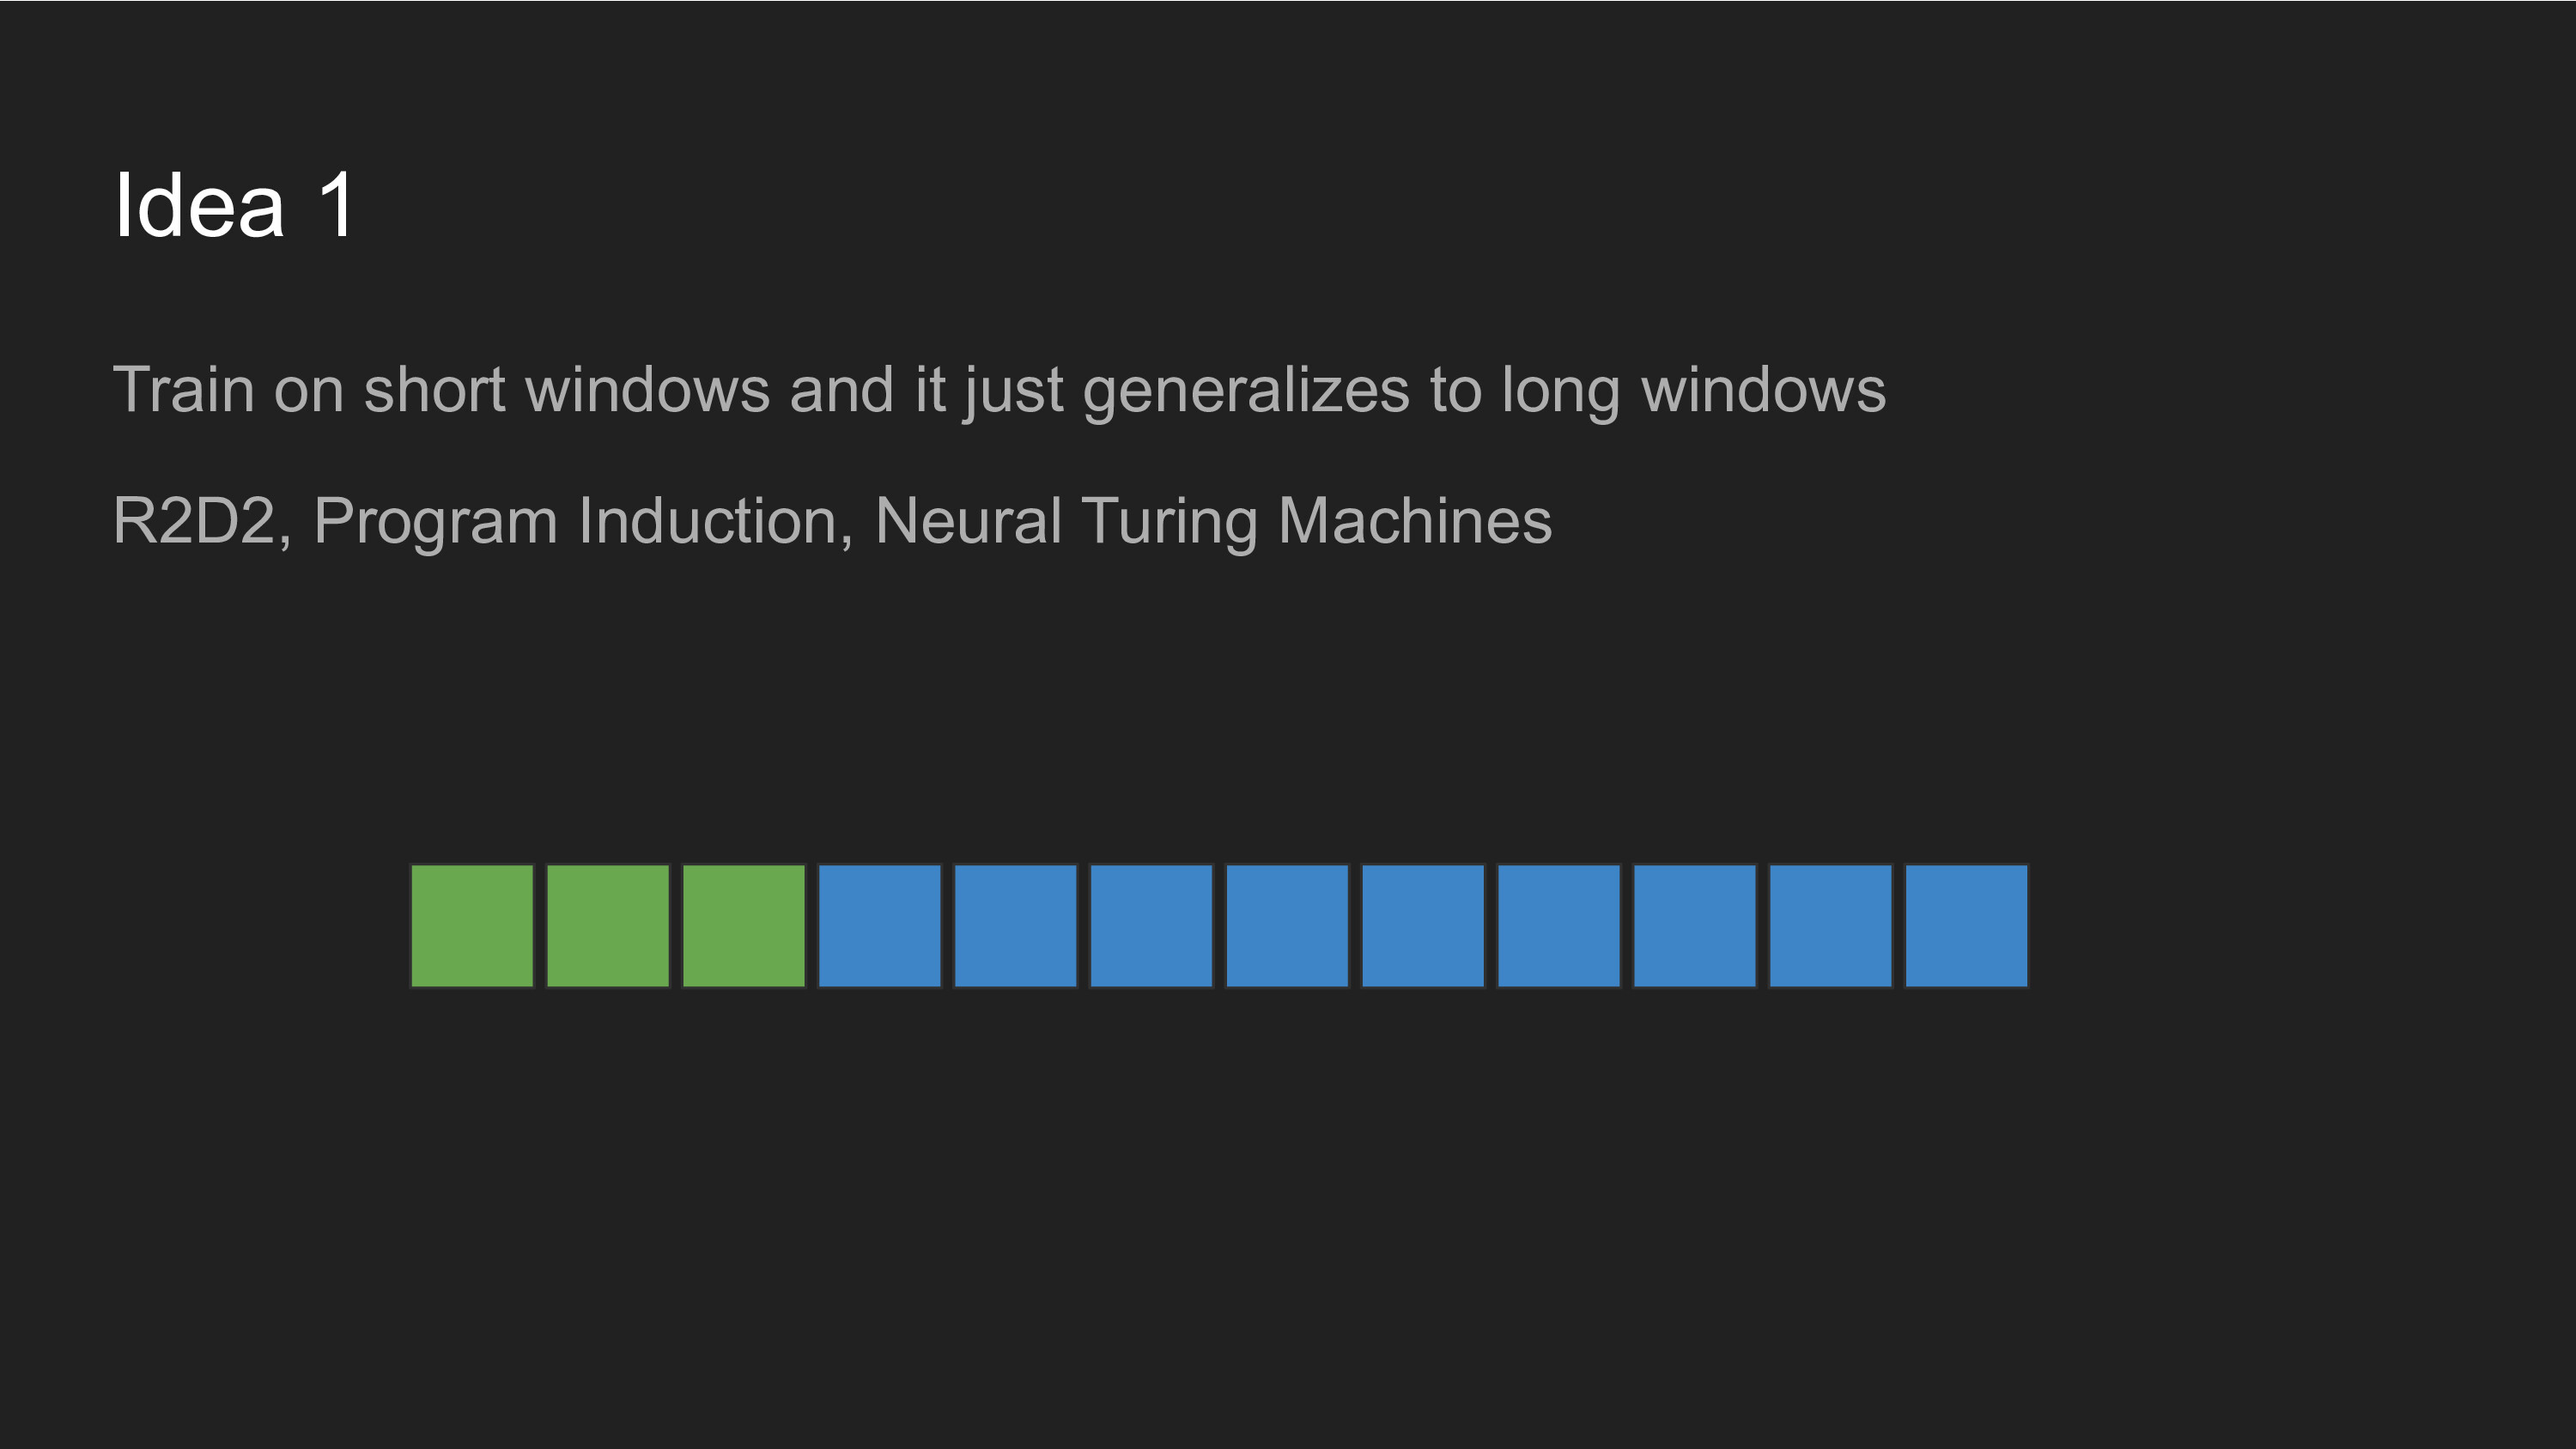 Idea 1
Train on short windows and it just generalizes to long windows
R2D2, Program Induction, Neural Turing Machines